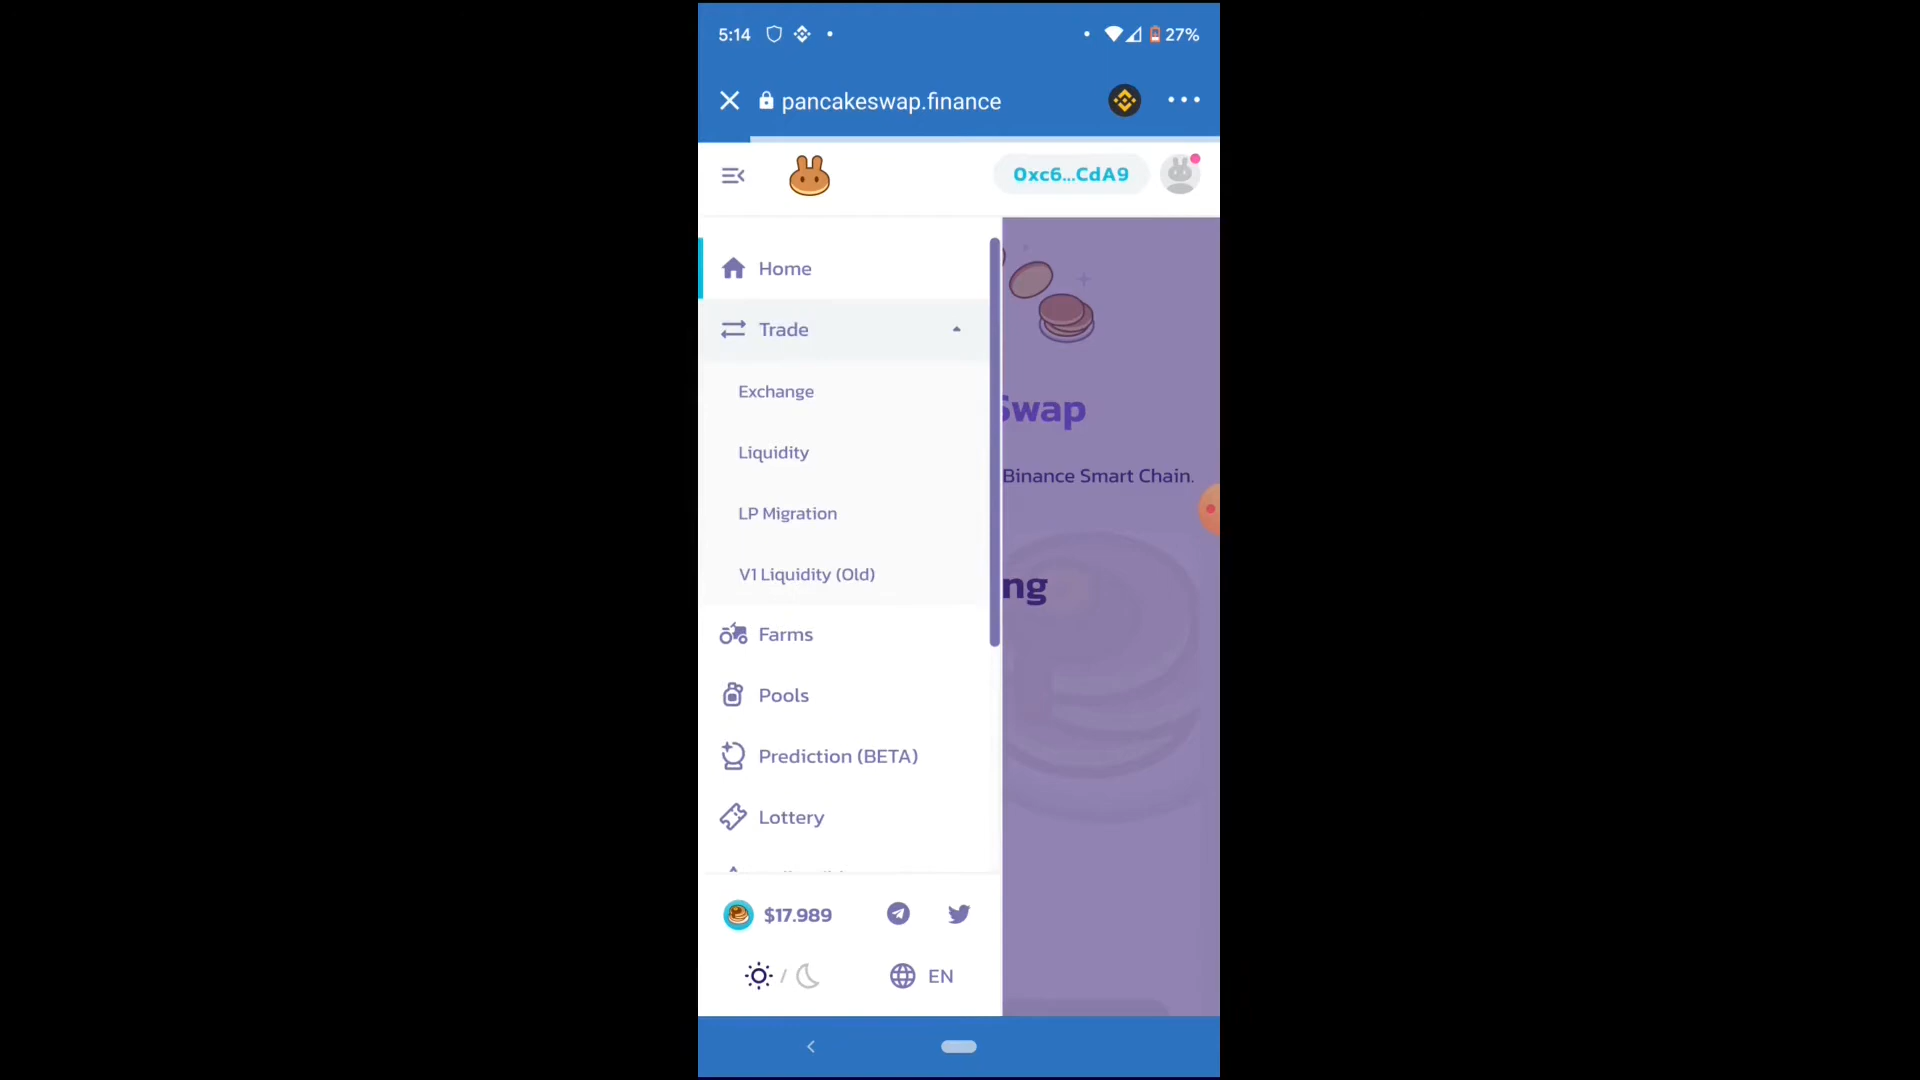 5:14
27%
pancakeswap.finance
0xc6...CdA9
Home
Trade
Exchange
Liquidity
LP Migration
V1 Liquidity (Old)
Farms
Pools
Prediction (BETA)
Lottery
$17.989
/
EN
Swap
Binance Smart Chain.
ng